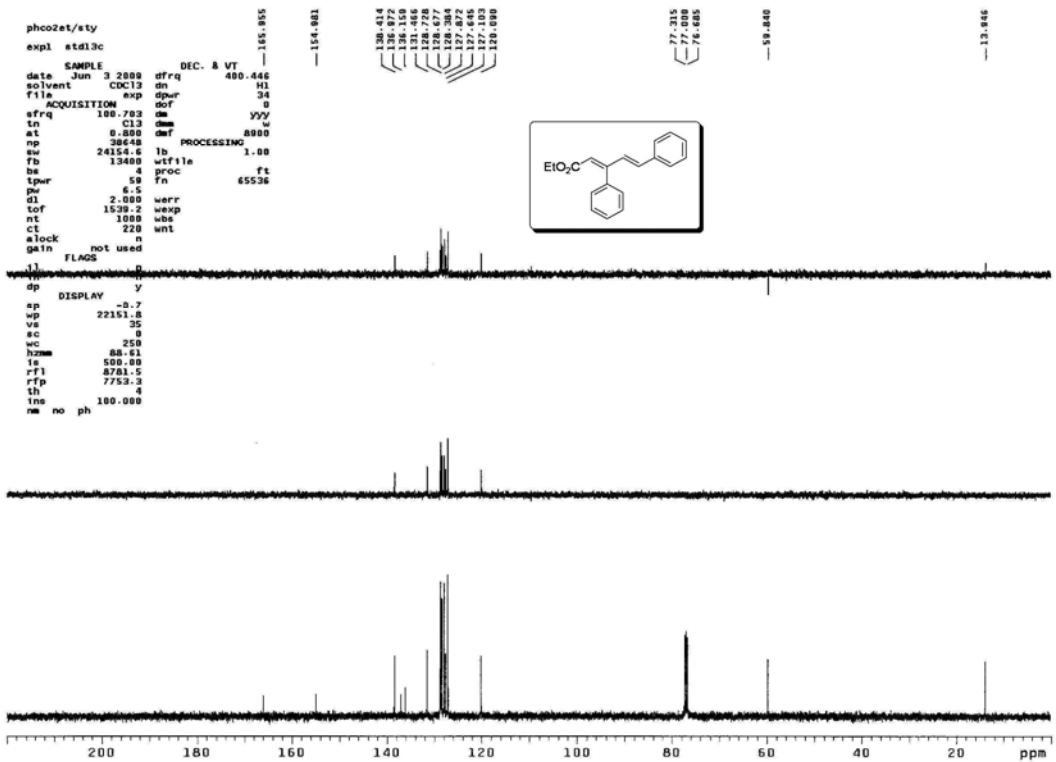 phco2et/sty
exp1 std13c
SAMPLE DEC. & VT
date Jun 3 2009 dfrq 400.446
solvent CDCl3 dn H1
file exp dpwr 34
ACQUISITION dof 0
sfrq 100.703 dm yyy
tn C13 dmm w
at 0.800 dmf 8900
np 38648 PROCESSING
sw 24154.6 lb 1.00
fb 13400 wtfile
bs 4 proc ft
tpwr 59 fn 65536
pw 6.5
d1 2.000 werr
tof 1539.2 wexp
nt 1000 wbs
ct 220 wnt
alock n
gain not used
FLAGS
il n
dp y
DISPLAY
sp -0.7
wp 22151.8
vs 35
sc 0
wc 250
hzmm 88.61
is 500.00
rfl 8781.5
rfp 7753.3
th 4
ins 100.000
nm no ph
165.955
154.981
138.414
136.972
136.150
131.466
128.728
128.677
128.384
127.872
127.645
127.103
120.090
77.315
77.000
76.685
59.840
13.946
EtO2C
200 180 160 140 120 100 80 60 40 20 ppm